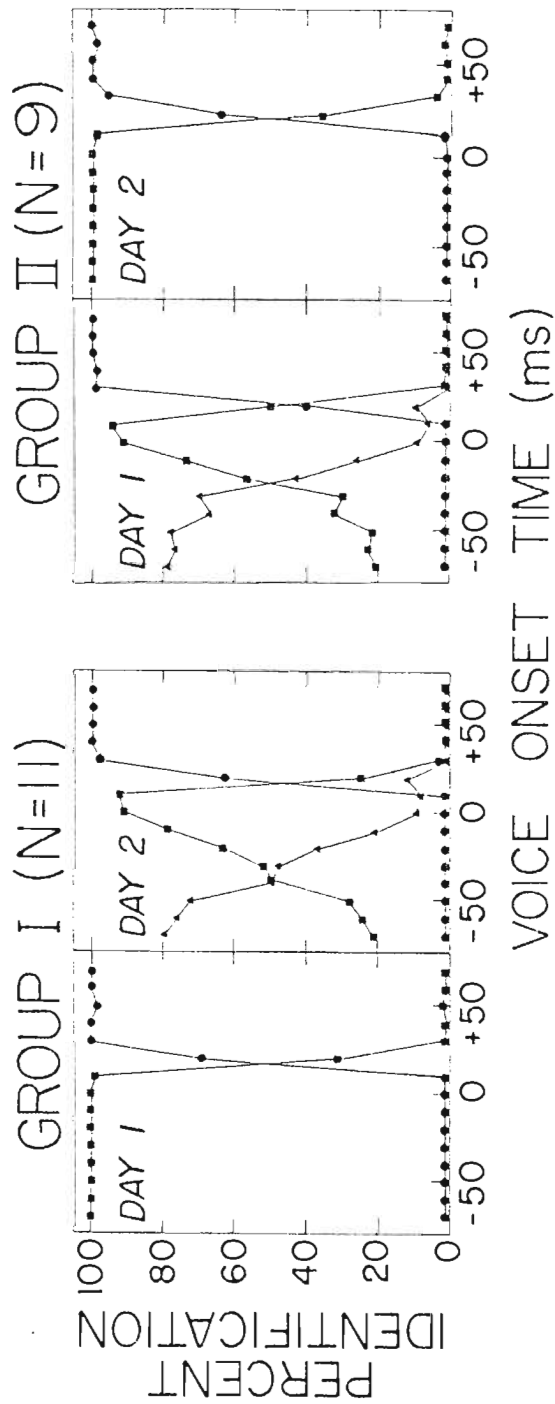 GROUP I (N=11)
GROUP II (N=9)
PERCENT
IDENTIFICATION
100
80
60
40
20
0
DAY 1
DAY 2
DAY 1
DAY 2
-50 0 +50
-50 0 +50
-50 0 +50
-50 0 +50
VOICE ONSET TIME (ms)